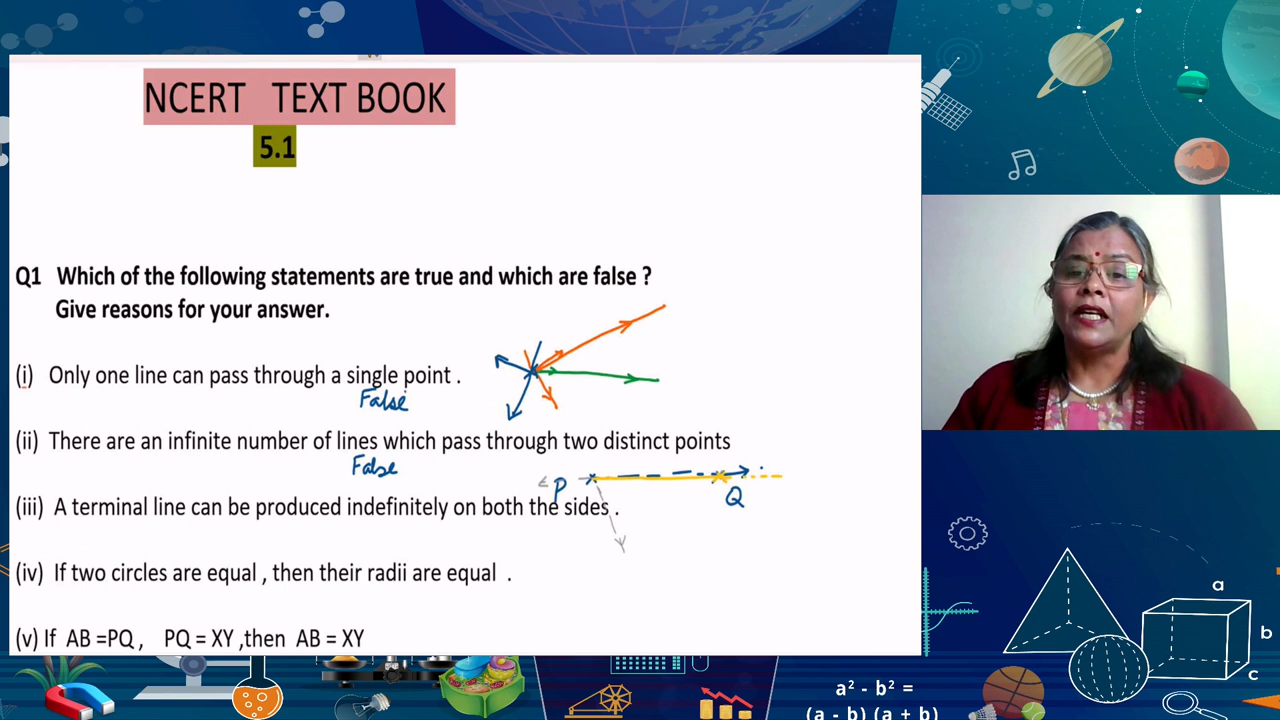 NCERT TEXT BOOK
5.1
Q1 Which of the following statements are true and which are false ?
Give reasons for your answer.
(i) Only one line can pass through a single point .
False
(ii) There are an infinite number of lines which pass through two distinct points
False
P
Q
(iii) A terminal line can be produced indefinitely on both the sides .
(iv) If two circles are equal , then their radii are equal .
(v) If AB =PQ , PQ = XY ,then AB = XY
a
b
c
a² - b² =
(a - b) (a + b)